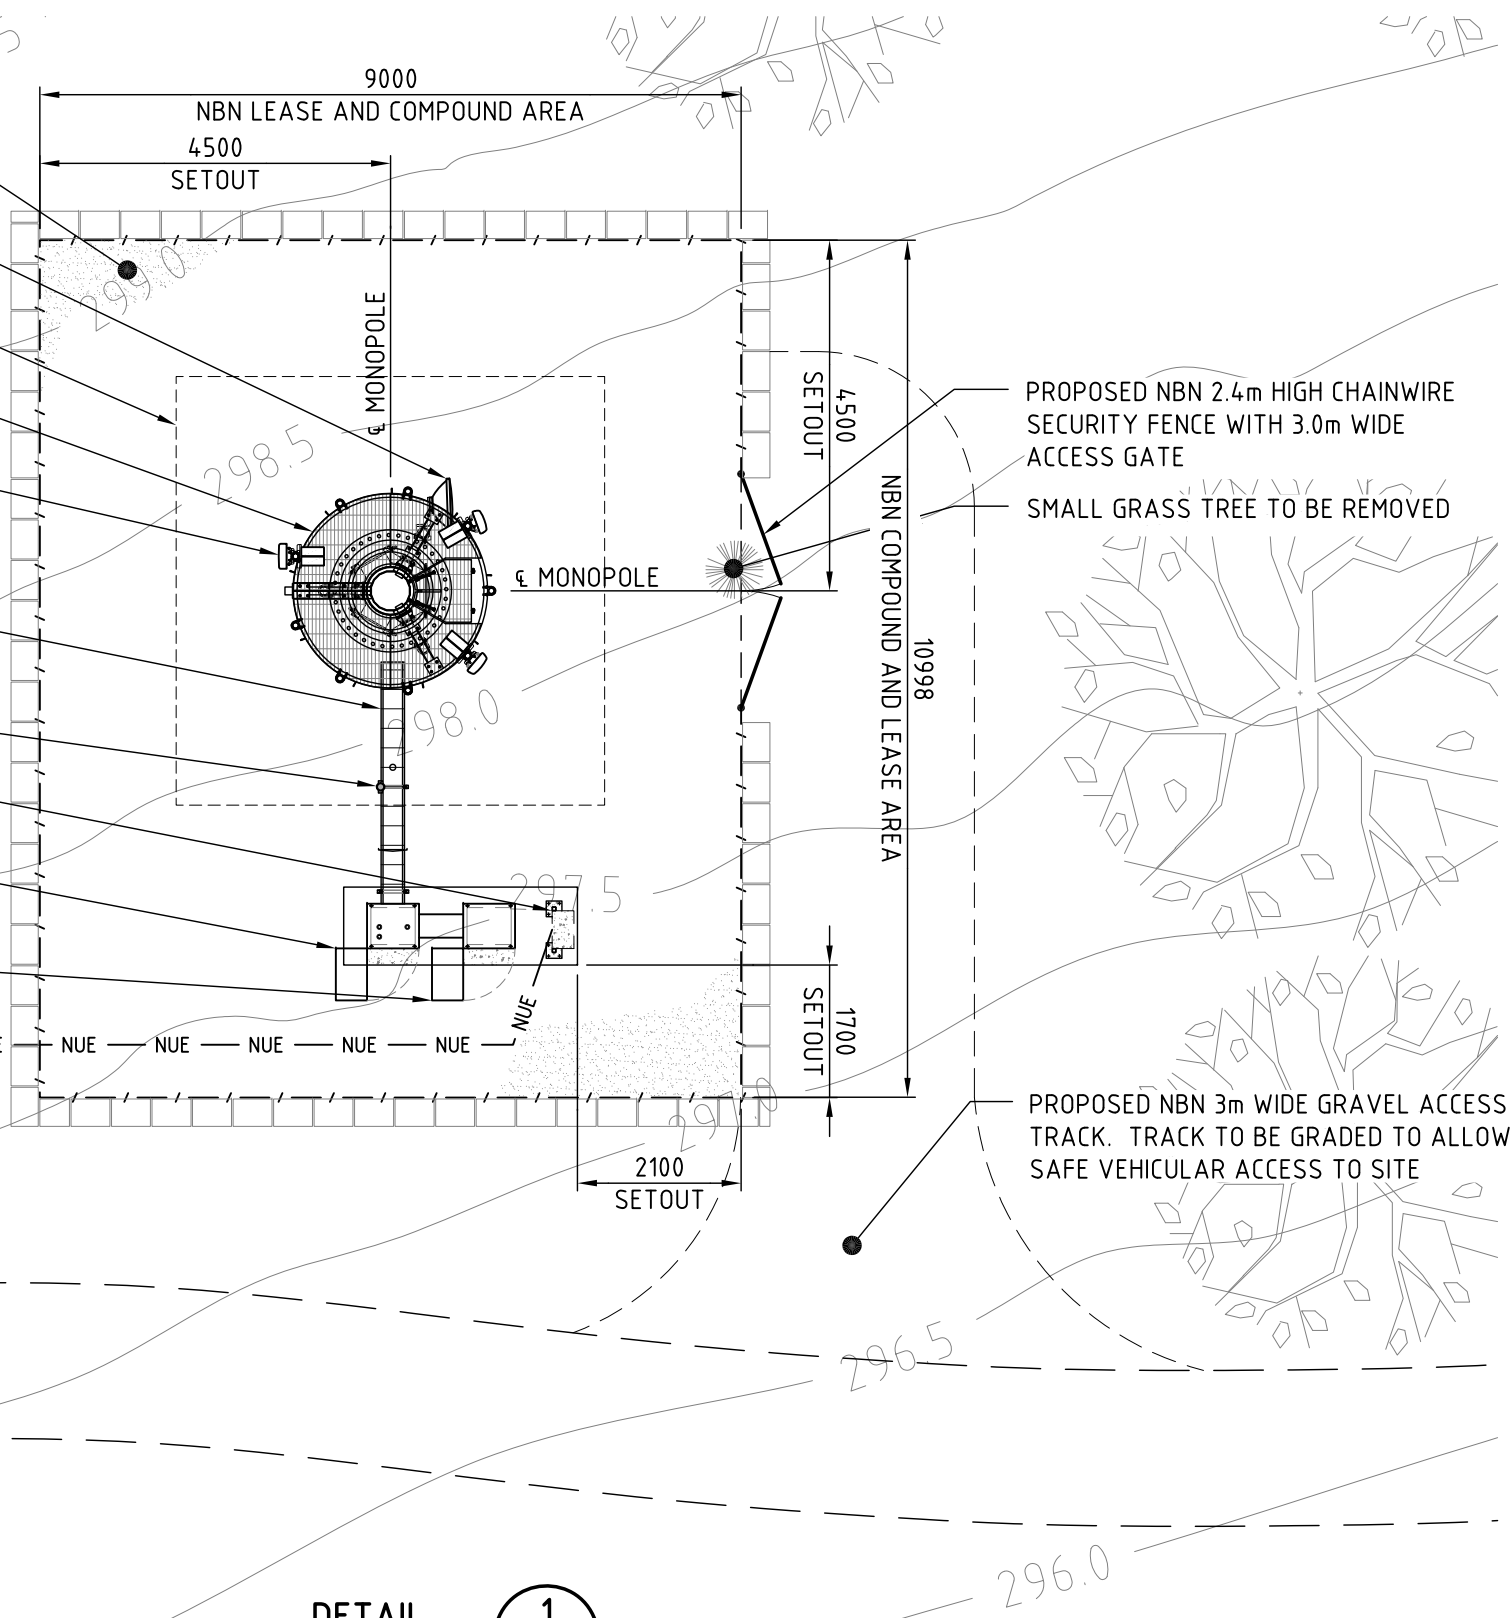 9000
NBN LEASE AND COMPOUND AREA
4500
SETOUT
299.0
℄ MONOPOLE
4500
SETOUT
PROPOSED NBN 2.4m HIGH CHAINWIRE
SECURITY FENCE WITH 3.0m WIDE
ACCESS GATE
298.5
SMALL GRASS TREE TO BE REMOVED
℄ MONOPOLE
10998
NBN COMPOUND AND LEASE AREA
298.0
297.5
1700
SETOUT
NUE
NUE NUE NUE NUE NUE
297.0
PROPOSED NBN 3m WIDE GRAVEL ACCESS
TRACK. TRACK TO BE GRADED TO ALLOW
SAFE VEHICULAR ACCESS TO SITE
2100
SETOUT
296.5
296.0
DETAIL
1